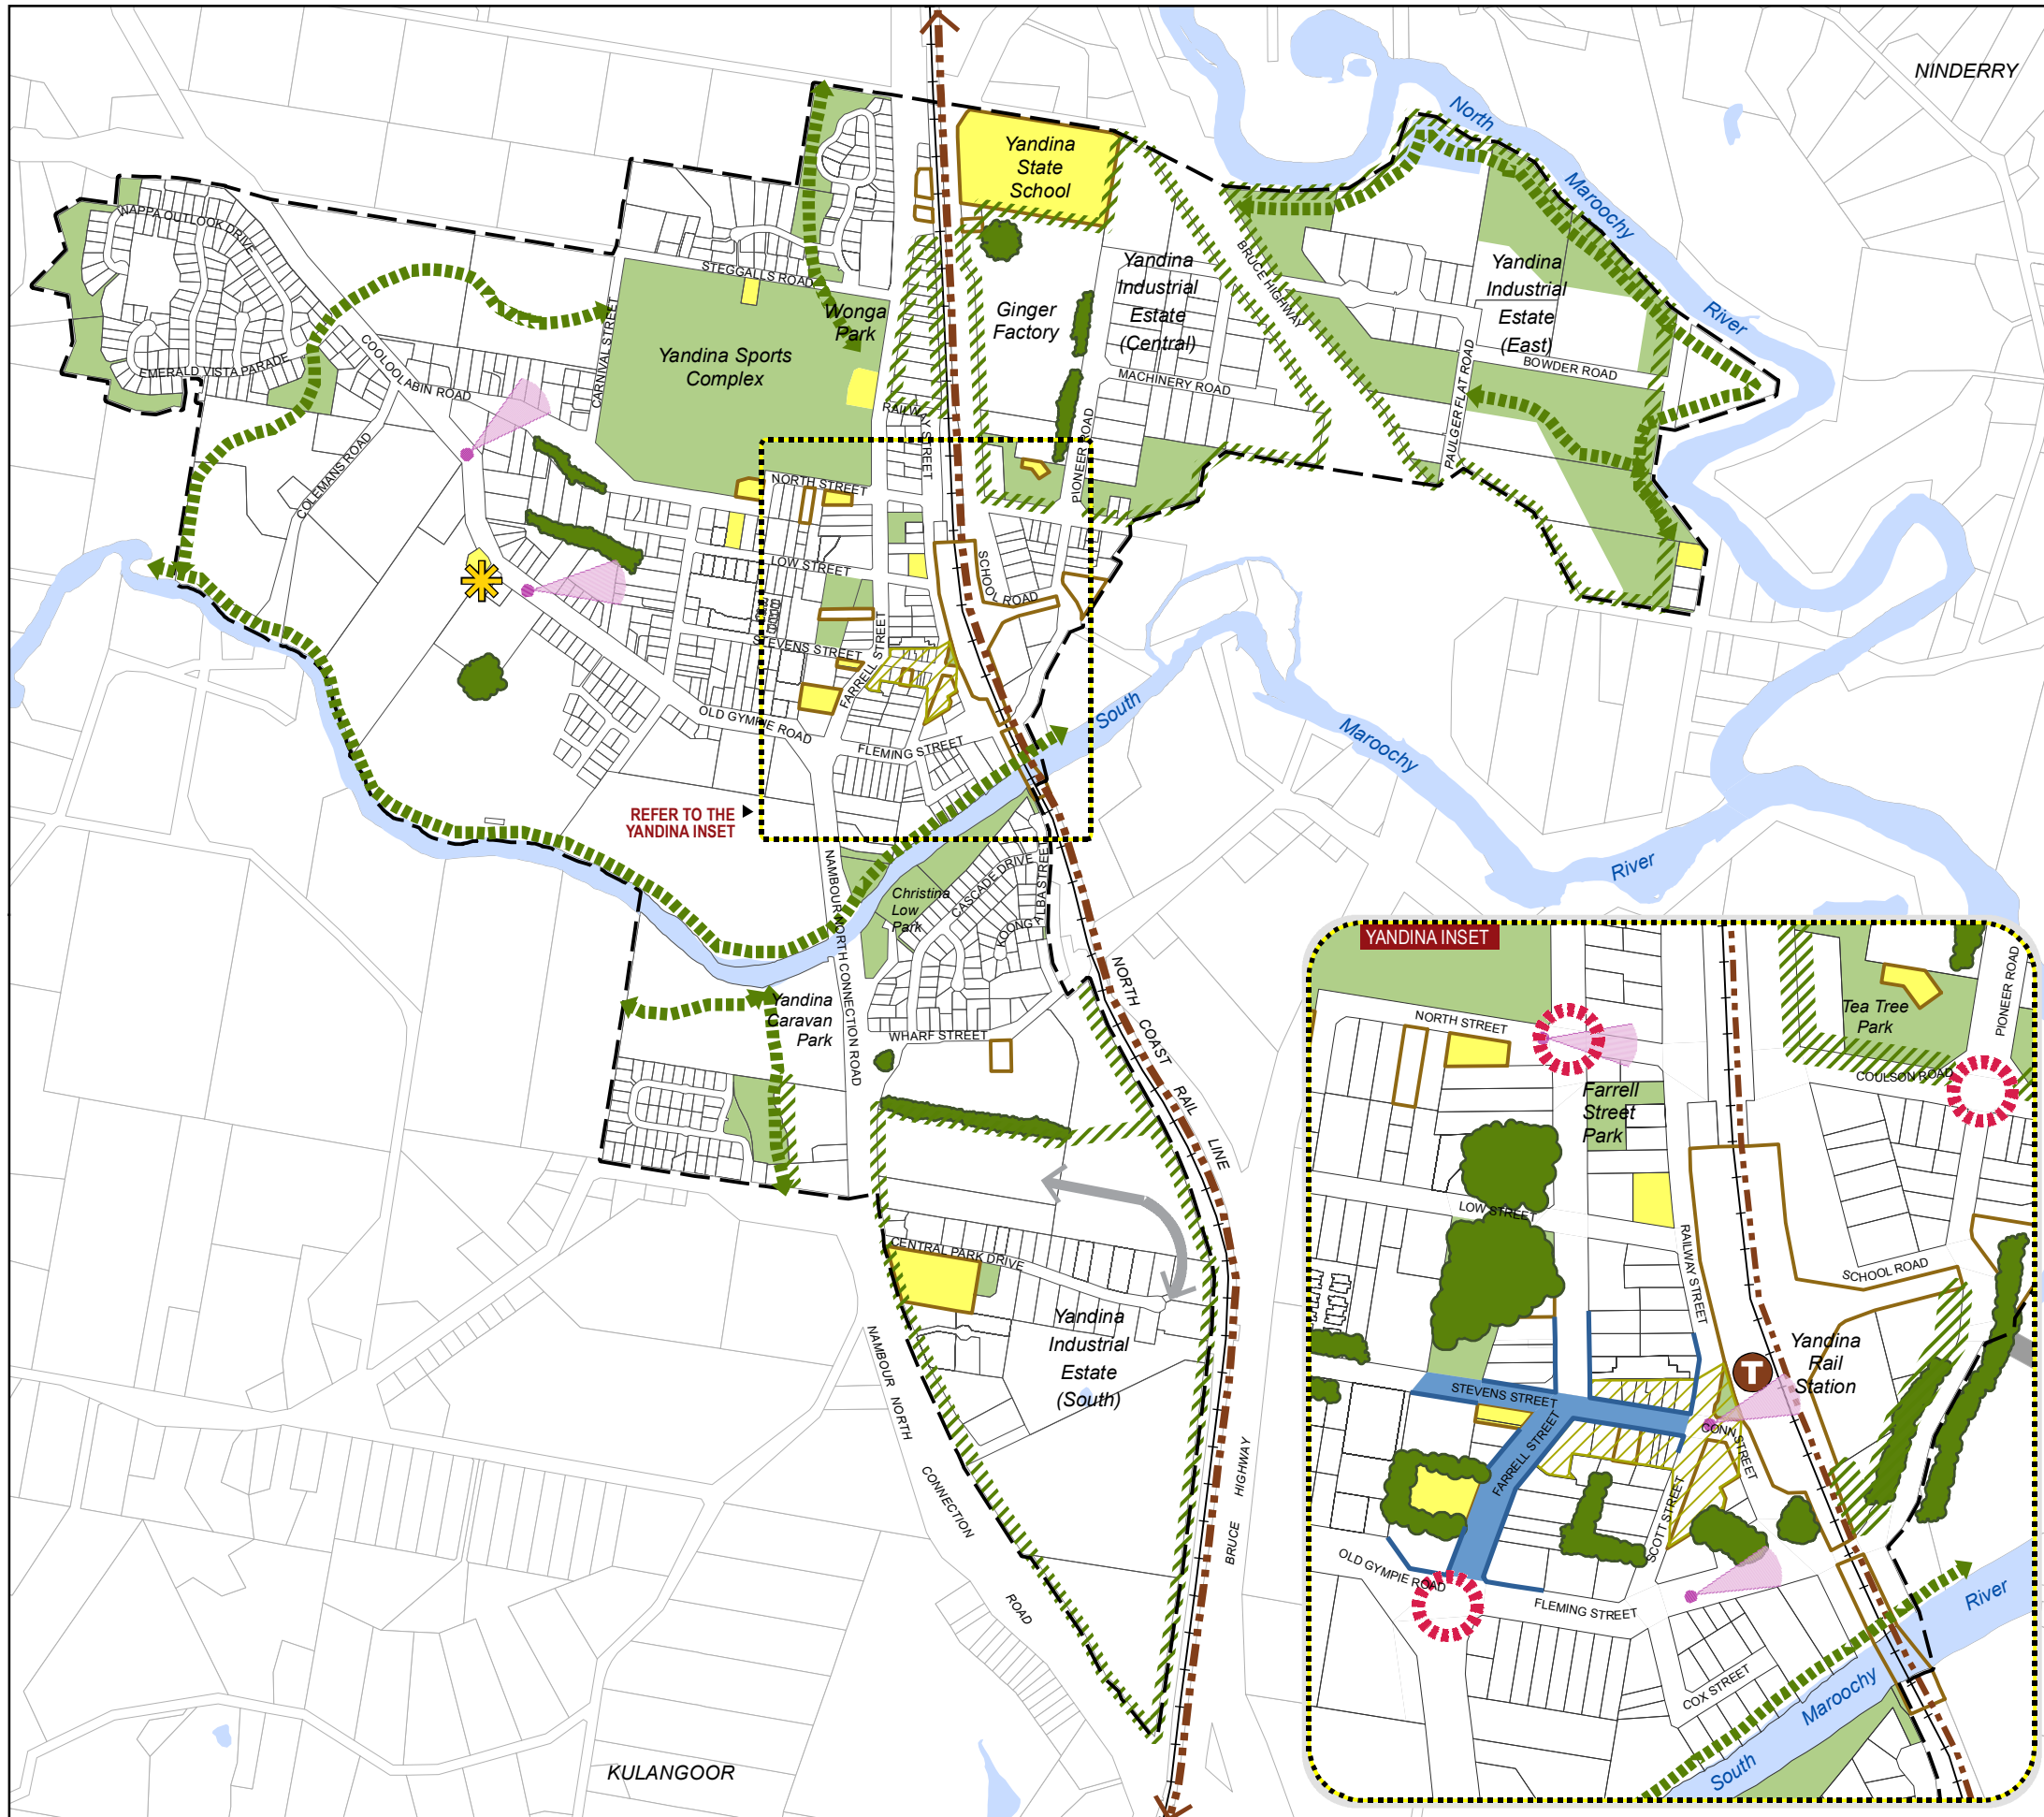 NINDERRY
North
Maroochy
River
Yandina
State
School
WAPPA OUTLOOK DRIVE
STEGGALLS ROAD
Wonga
Park
Yandina Sports
Complex
CARNIVAL STREET
COOLOOLABIN ROAD
EMERALD VISTA PARADE
COLEMANS ROAD
Ginger
Factory
Yandina
Industrial
Estate
(Central)
BRUCE HIGHWAY
Yandina
Industrial
Estate
(East)
BOWDER ROAD
PAULGER FLAT ROAD
MACHINERY ROAD
PIONEER ROAD
RAILWAY STREET
NORTH STREET
LOW STREET
SCHOOL ROAD
STEVENS STREET
FARRELL STREET
OLD GYMPIE ROAD
FLEMING STREET
South
Maroochy
River
REFER TO THE
YANDINA INSET
NAMBOUR NORTH CONNECTION ROAD
Christina
Low
Park
CASCADE DRIVE
KOONG
ALBA STREET
Yandina
Caravan
Park
WHARF STREET
NORTH COAST RAIL LINE
CENTRAL PARK DRIVE
Yandina
Industrial
Estate
(South)
NAMBOUR NORTH CONNECTION ROAD
BRUCE HIGHWAY
KULANGOOR
YANDINA INSET
NORTH STREET
Tea Tree
Park
PIONEER ROAD
COULSON ROAD
Farrell
Street
Park
LOW STREET
RAILWAY STREET
SCHOOL ROAD
Yandina
Rail
Station
T
STEVENS STREET
CONN STREET
FARRELL STREET
SCOTT STREET
OLD GYMPIE ROAD
FLEMING STREET
COX STREET
South
Maroochy
River